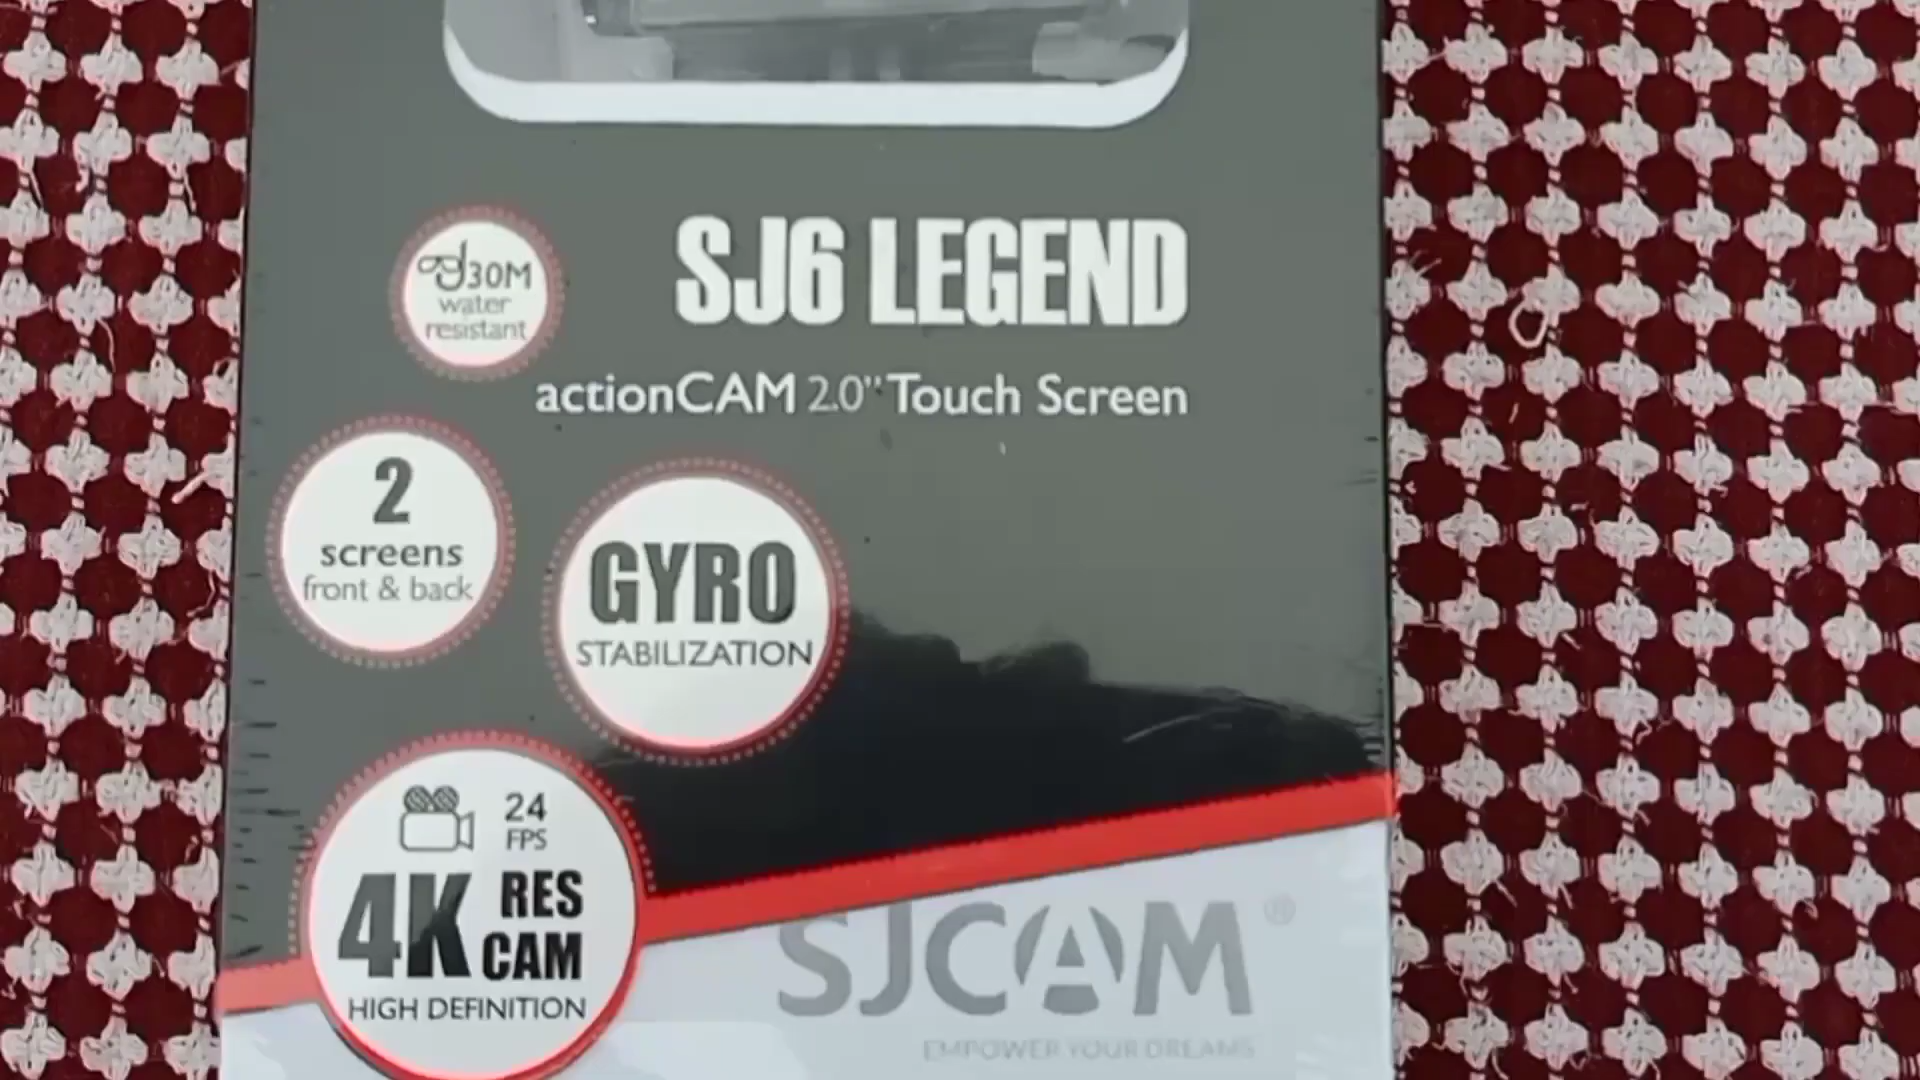 30M
water
resistant
SJ6 LEGEND
actionCAM 2.0" Touch Screen
2
screens
front & back
GYRO
STABILIZATION
24
FPS
4K RES
CAM
HIGH DEFINITION
SJCAM®
EMPOWER YOUR DREAMS